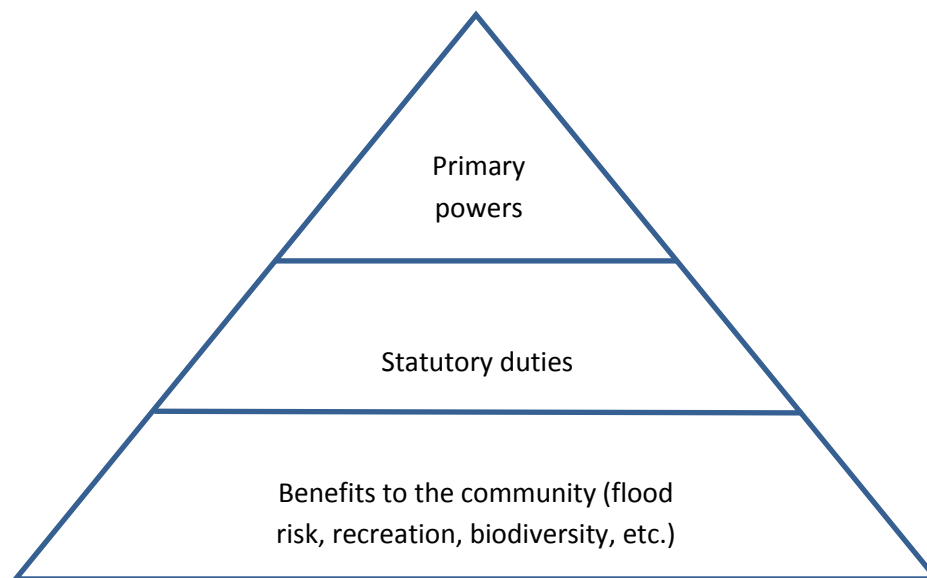 Primary
powers
Statutory duties
Benefits to the community (flood
risk, recreation, biodiversity, etc.)